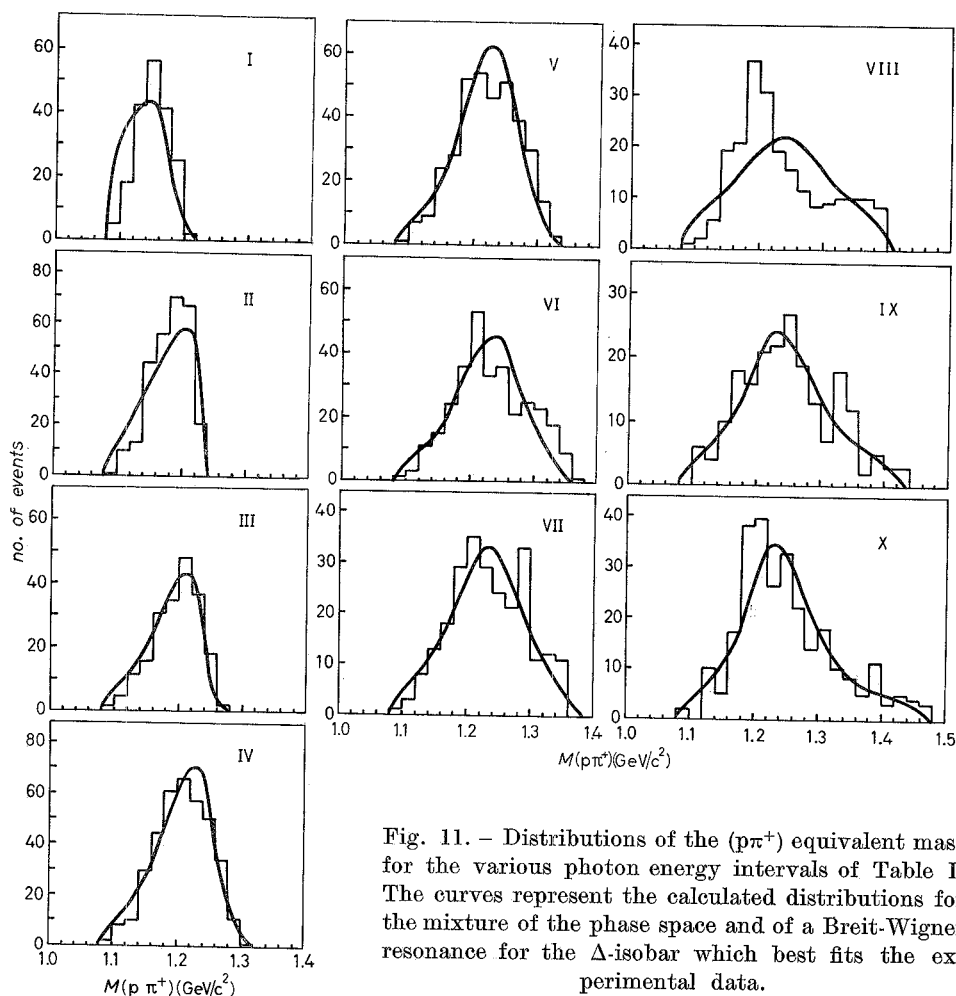 60
40
20
0
I
80
60
40
20
0
II
60
40
20
0
III
80
60
40
20
0
IV
1.0 1.1 1.2 1.3 1.4
M(p π⁺)(GeV/c²)
no. of events
60
40
20
0
V
60
40
20
0
VI
30
20
10
0
VII
1.0 1.1 1.2 1.3 1.4
M(pπ⁺)(GeV/c²)
40
30
20
10
0
VIII
30
20
10
0
IX
40
30
20
10
0
X
1.0 1.1 1.2 1.3 1.4 1.5
Fig. 11. – Distributions of the (pπ⁺) equivalent mas
for the various photon energy intervals of Table I
The curves represent the calculated distributions fo
the mixture of the phase space and of a Breit-Wigne
resonance for the Δ-isobar which best fits the ex
perimental data.